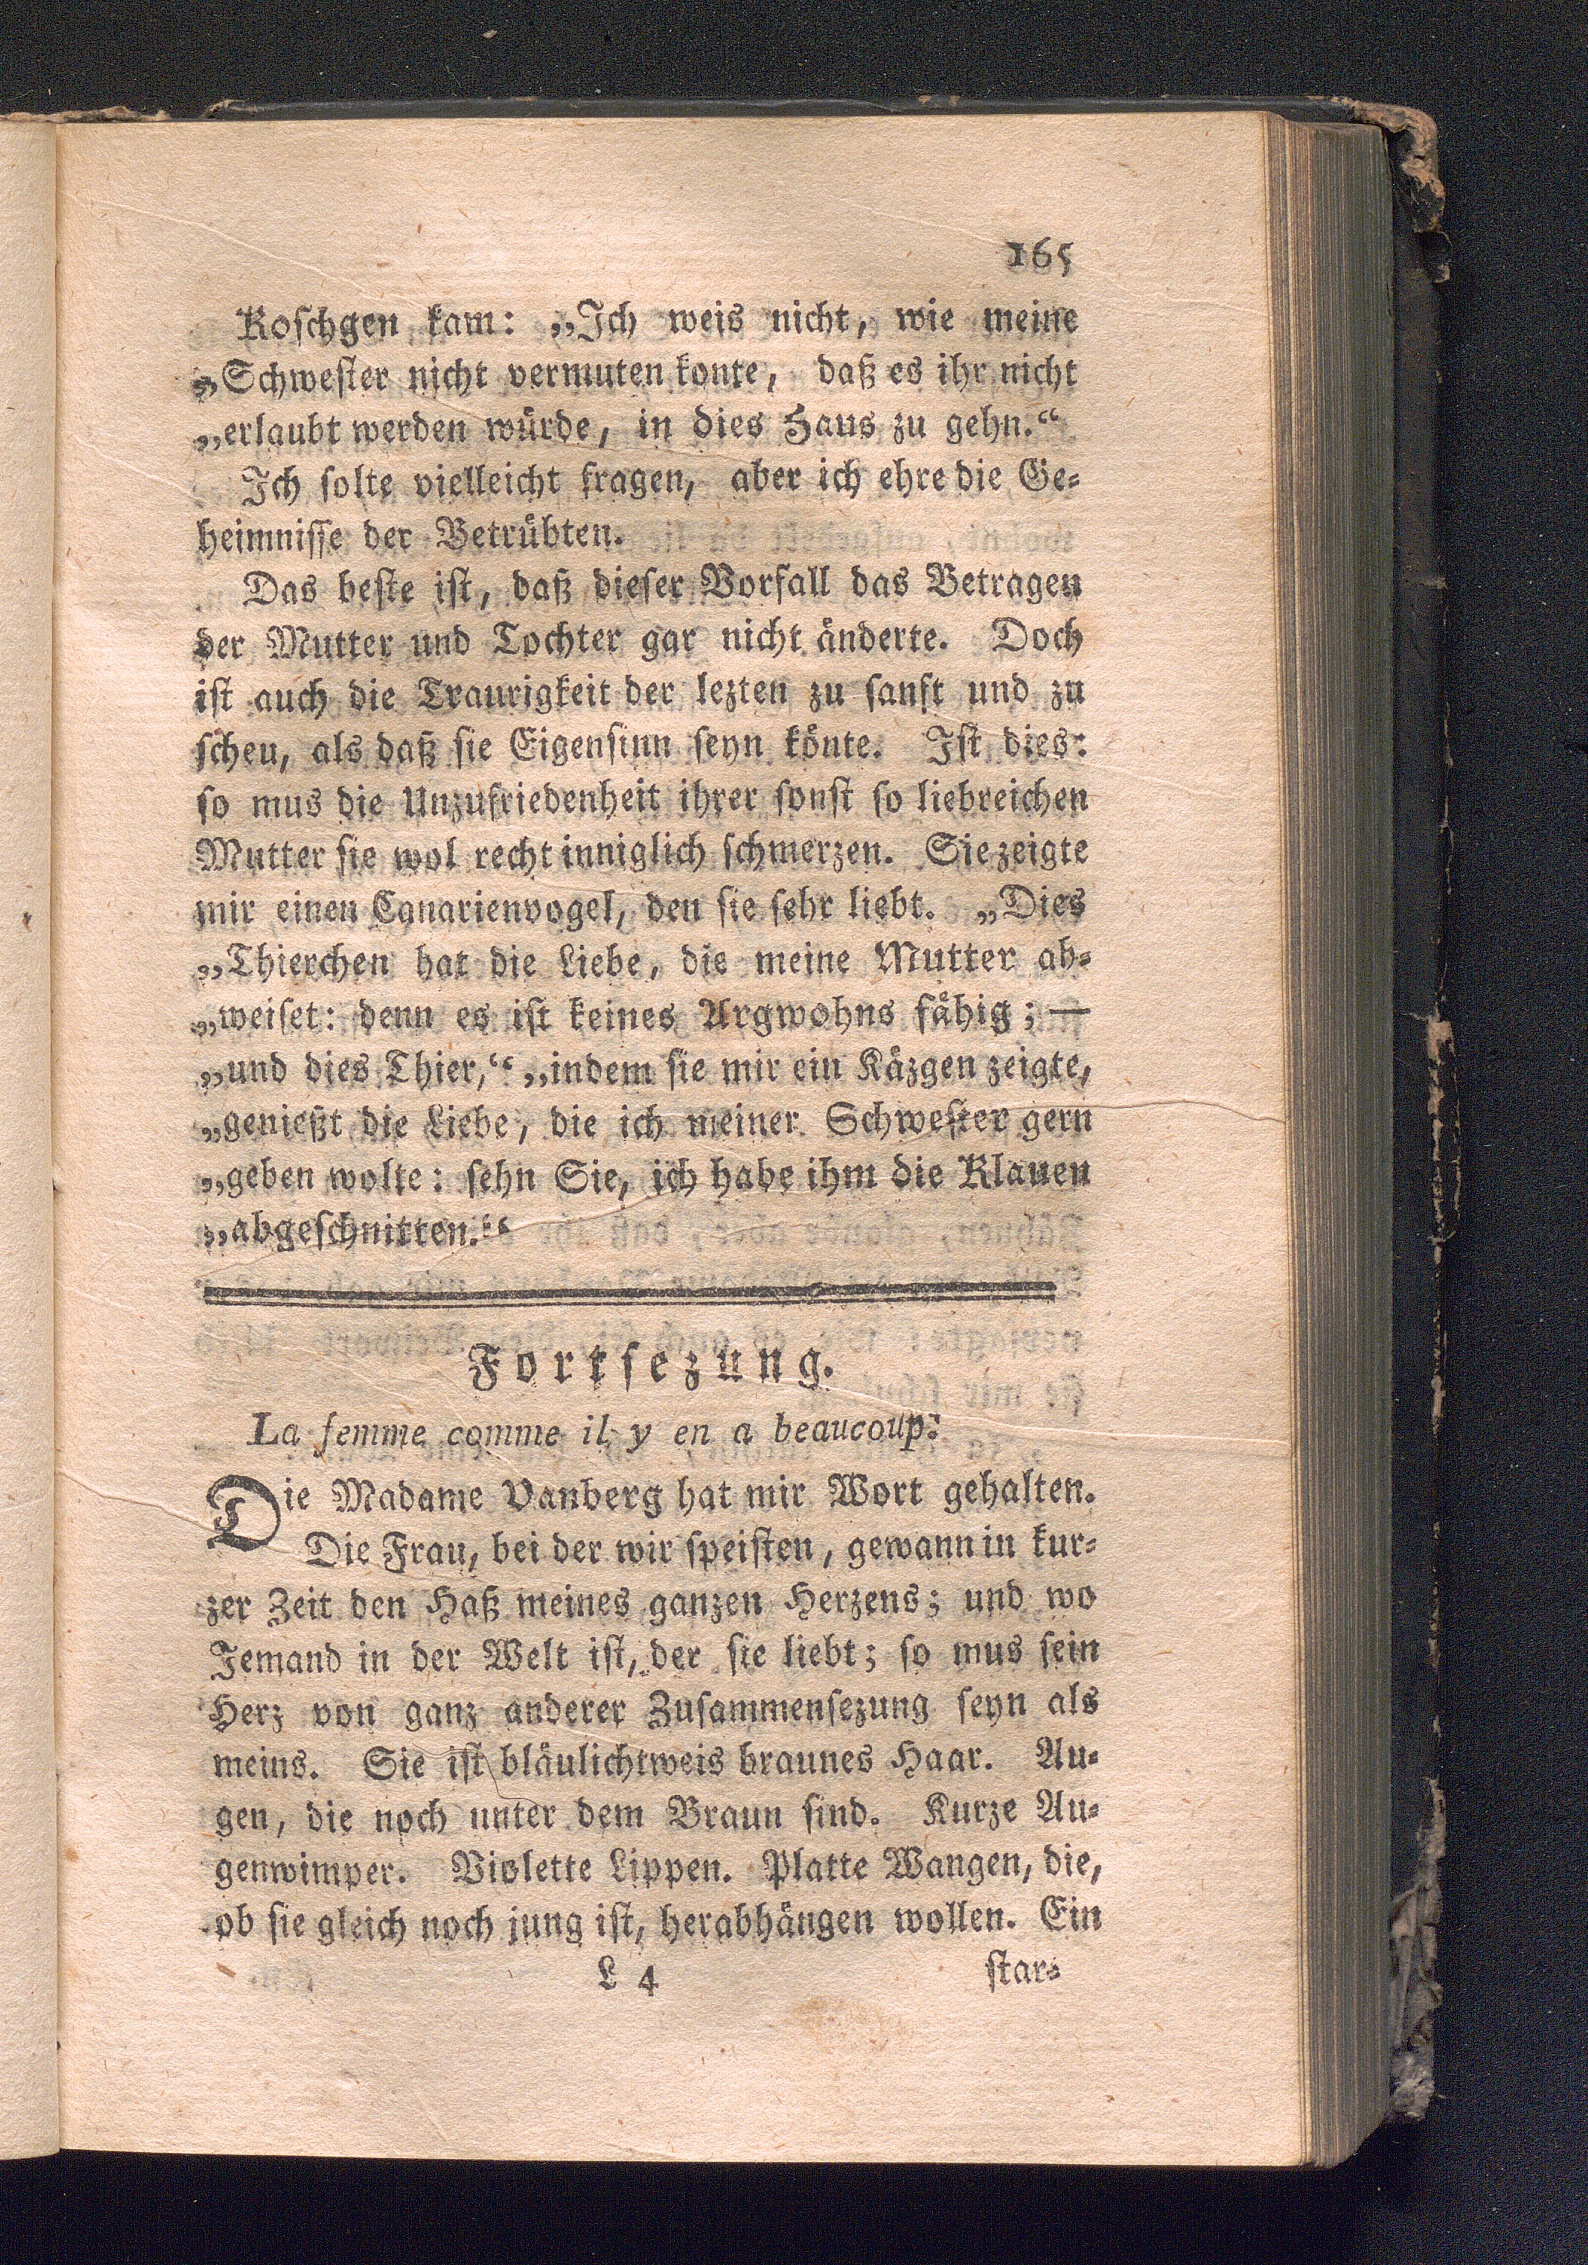 165
Koschgen kam: „Ich weis nicht, wie meine
„Schwester nicht vermuten konte, daß es ihr nicht
„erlaubt werden würde, in dies Haus zu gehn.“
Ich solte vielleicht fragen, aber ich ehre die Ge-
heimnisse der Betrübten.
Das beste ist, daß dieser Vorfall das Betragen
der Mutter und Tochter gar nicht änderte. Doch
ist auch die Traurigkeit der lezten zu sanft und zu
scheu, als daß sie Eigensinn seyn könte. Ist dies:
so mus die Unzufriedenheit ihrer sonst so liebreichen
Mutter sie wol recht inniglich schmerzen. Sie zeigte
mir einen Canarienvogel, den sie sehr liebt. „Dies
„Thierchen hat die Liebe, die meine Mutter ab-
„weiset: denn es ist keines Argwohns fähig; —
„und dies Thier,“ „indem sie mir ein Käzgen zeigte,
„genießt die Liebe, die ich meiner Schwester gern
„geben wolte: sehn Sie, ich habe ihm die Klauen
„abgeschnitten.“
Fortsezung.
La femme comme il y en a beaucoup.
Die Madame Vanberg hat mir Wort gehalten.
Die Frau, bei der wir speisten, gewann in kur-
zer Zeit den Haß meines ganzen Herzens; und wo
Jemand in der Welt ist, der sie liebt; so mus sein
Herz von ganz anderer Zusammensezung seyn als
meins. Sie ist bläulichtweis braunes Haar. Au-
gen, die noch unter dem Braun sind. Kurze Au-
genwimper. Violette Lippen. Platte Wangen, die,
ob sie gleich noch jung ist, herabhängen wollen. Ein
L 4 star-